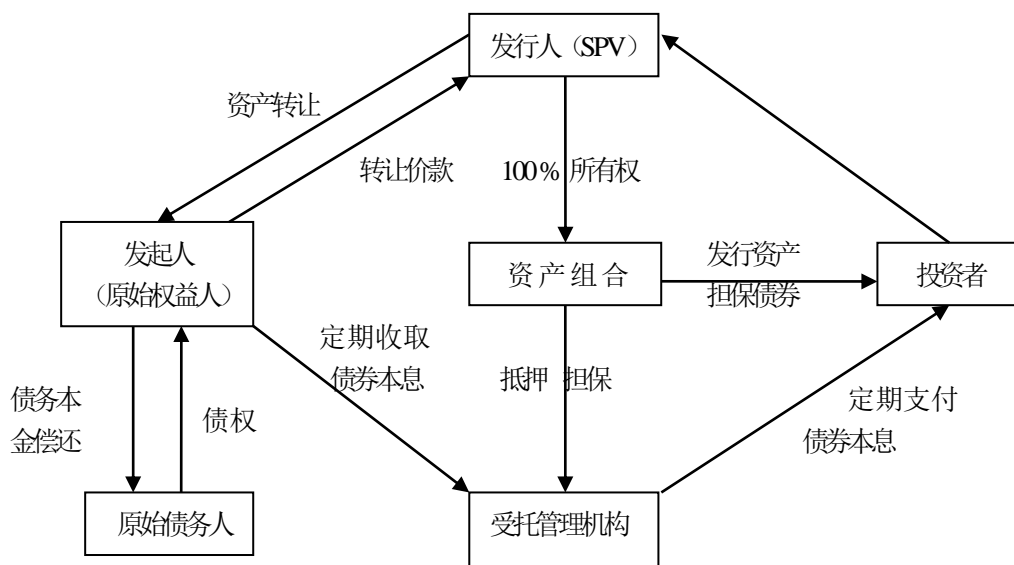 发行人（SPV）
资产转让
转让价款
100% 所有权
发起人
（原始权益人）
资 产 组 合
发行资产
担保债券
投资者
定期收取
债券本息
抵押 担保
定期支付
债券本息
债务本
金偿还
债权
原始债务人
受托管理机构